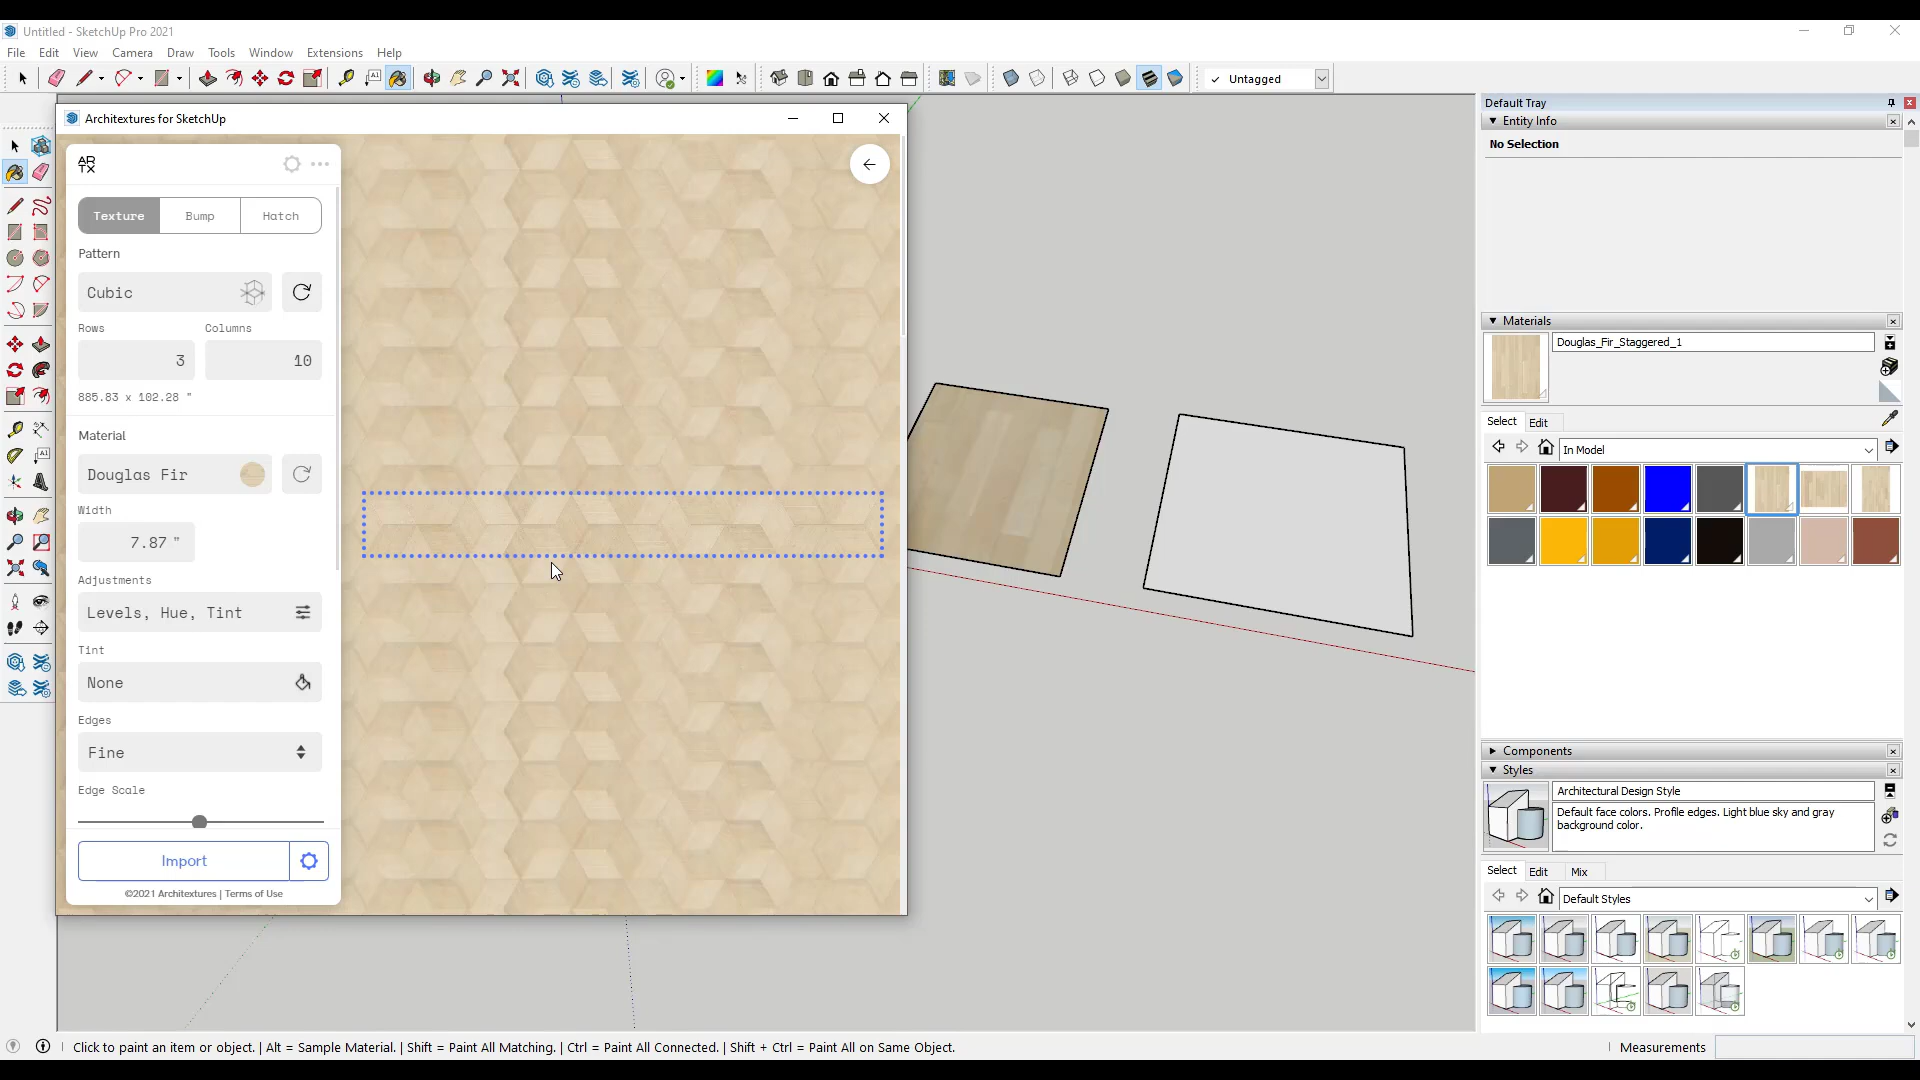 Untitled - SketchUp Pro 2021
File Edit View Camera Draw Tools Window Extensions Help
Untagged
Architextures for SketchUp
AR
TX
Texture Bump Hatch
Pattern
Cubic
Rows Columns
3 10
885.83 x 102.28 "
Material
Douglas Fir
Width
7.87 "
Adjustments
Levels, Hue, Tint
Tint
None
Edges
Fine
Edge Scale
Import
©2021 Architextures | Terms of Use
Default Tray
Entity Info
No Selection
Materials
Douglas_Fir_Staggered_1
Select Edit
In Model
Components
Styles
Architectural Design Style
Default face colors. Profile edges. Light blue sky and gray
background color.
Select Edit Mix
Default Styles
Click to paint an item or object. | Alt = Sample Material. | Shift = Paint All Matching. | Ctrl = Paint All Connected. | Shift + Ctrl = Paint All on Same Object.
Measurements